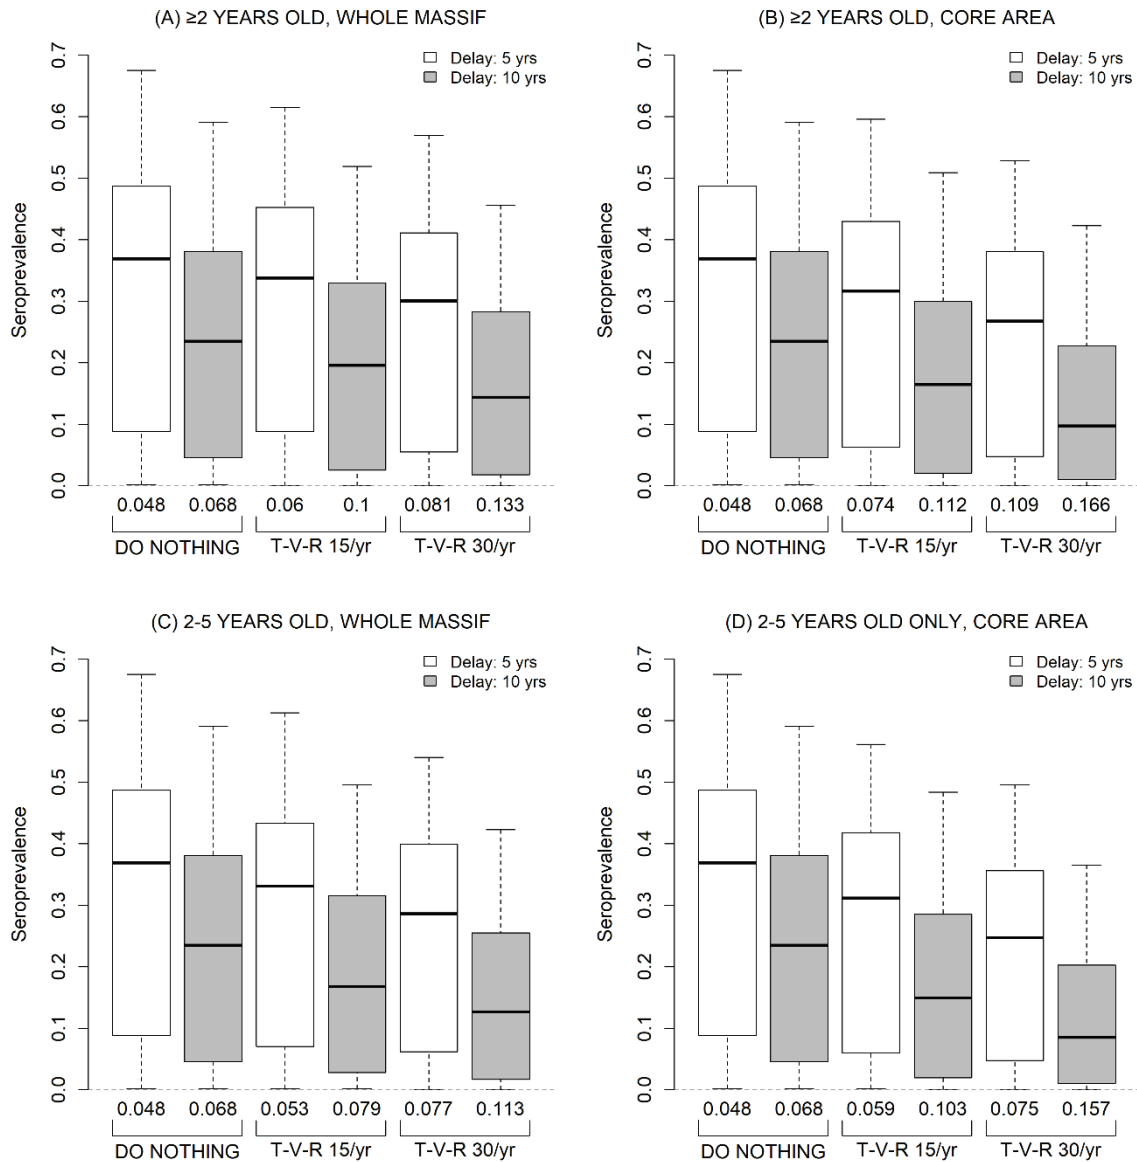 (A) ≥2 YEARS OLD, WHOLE MASSIF
Delay: 5 yrs
Delay: 10 yrs
Seroprevalence
0.7
0.6
0.5
0.4
0.3
0.2
0.1
0.0
0.048 0.068 0.06 0.1 0.081 0.133
DO NOTHING T-V-R 15/yr T-V-R 30/yr
(B) ≥2 YEARS OLD, CORE AREA
Delay: 5 yrs
Delay: 10 yrs
Seroprevalence
0.7
0.6
0.5
0.4
0.3
0.2
0.1
0.0
0.048 0.068 0.074 0.112 0.109 0.166
DO NOTHING T-V-R 15/yr T-V-R 30/yr
(C) 2-5 YEARS OLD, WHOLE MASSIF
Delay: 5 yrs
Delay: 10 yrs
Seroprevalence
0.7
0.6
0.5
0.4
0.3
0.2
0.1
0.0
0.048 0.068 0.053 0.079 0.077 0.113
DO NOTHING T-V-R 15/yr T-V-R 30/yr
(D) 2-5 YEARS OLD ONLY, CORE AREA
Delay: 5 yrs
Delay: 10 yrs
Seroprevalence
0.7
0.6
0.5
0.4
0.3
0.2
0.1
0.0
0.048 0.068 0.059 0.103 0.075 0.157
DO NOTHING T-V-R 15/yr T-V-R 30/yr